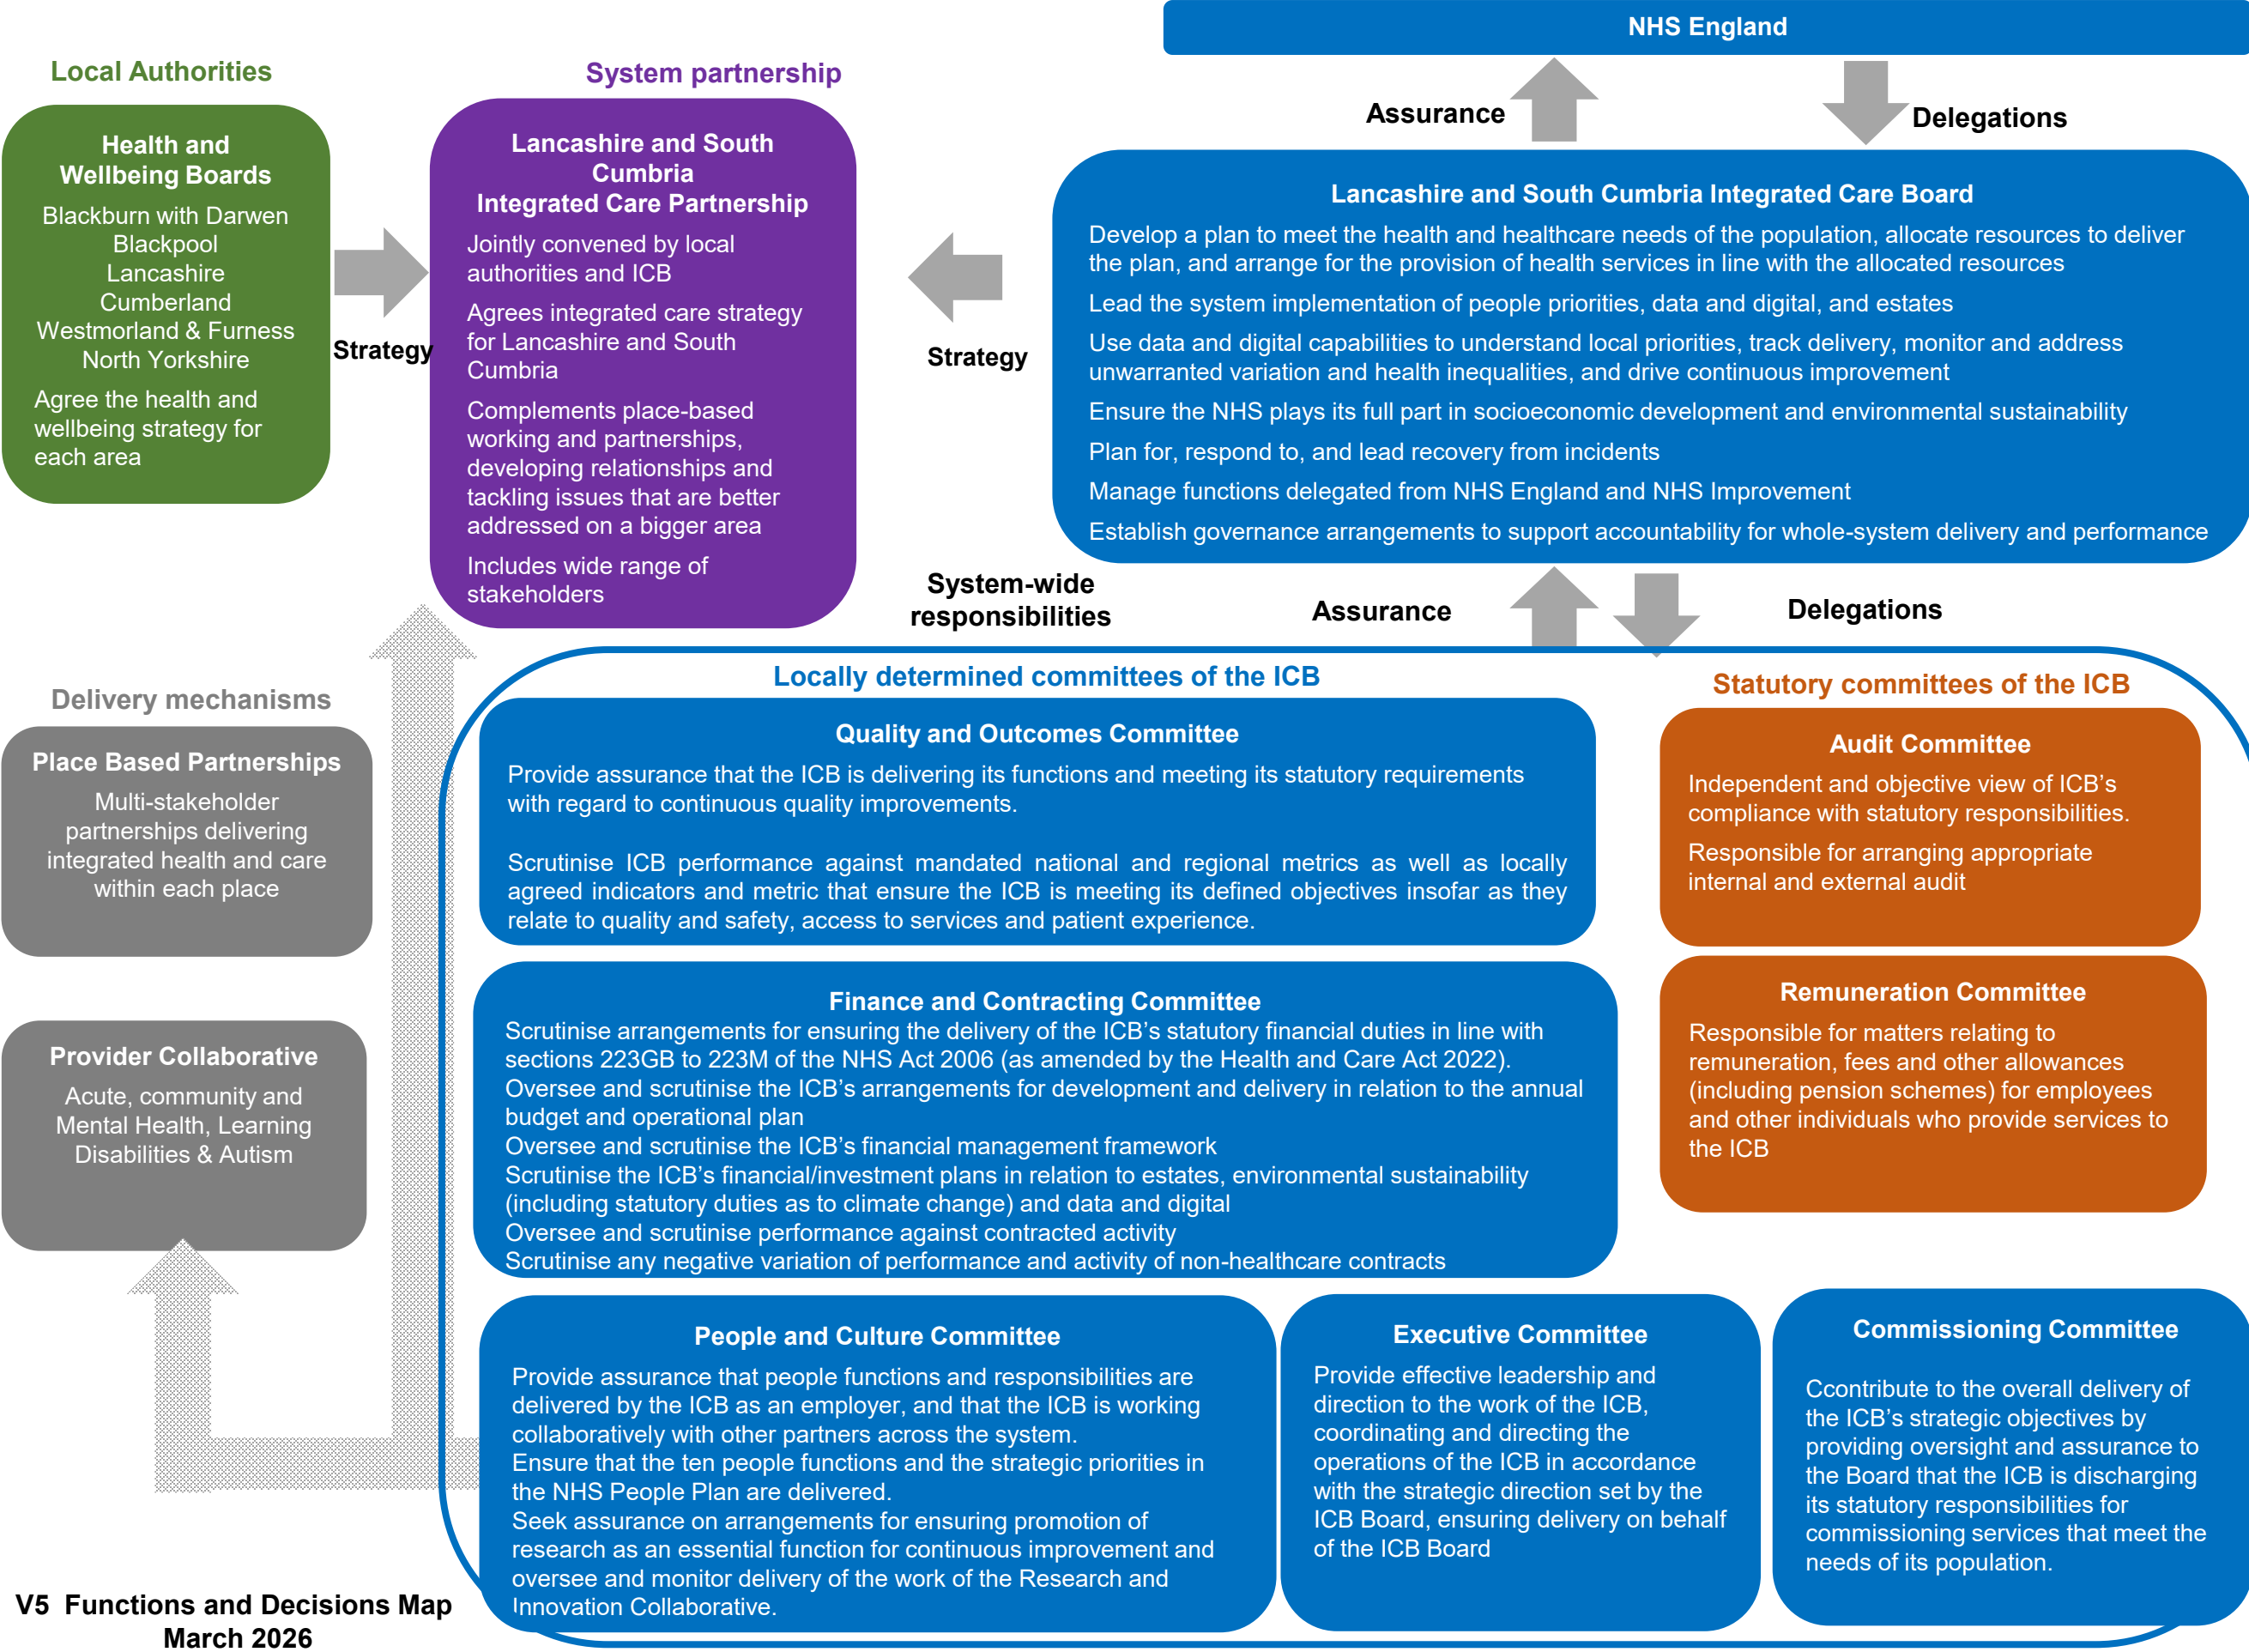 NHS England
Assurance
Delegations
Local Authorities
Health and
Wellbeing Boards
Blackburn with Darwen
Blackpool
Lancashire
Cumberland
Westmorland & Furness
North Yorkshire
Agree the health and
wellbeing strategy for
each area
Strategy
System partnership
Lancashire and South
Cumbria
Integrated Care Partnership
Jointly convened by local
authorities and ICB
Agrees integrated care strategy
for Lancashire and South
Cumbria
Complements place-based
working and partnerships,
developing relationships and
tackling issues that are better
addressed on a bigger area
Includes wide range of
stakeholders
Strategy
Lancashire and South Cumbria Integrated Care Board
Develop a plan to meet the health and healthcare needs of the population, allocate resources to deliver
the plan, and arrange for the provision of health services in line with the allocated resources
Lead the system implementation of people priorities, data and digital, and estates
Use data and digital capabilities to understand local priorities, track delivery, monitor and address
unwarranted variation and health inequalities, and drive continuous improvement
Ensure the NHS plays its full part in socioeconomic development and environmental sustainability
Plan for, respond to, and lead recovery from incidents
Manage functions delegated from NHS England and NHS Improvement
Establish governance arrangements to support accountability for whole-system delivery and performance
System-wide
responsibilities
Assurance
Delegations
Delivery mechanisms
Place Based Partnerships
Multi-stakeholder
partnerships delivering
integrated health and care
within each place
Provider Collaborative
Acute, community and
Mental Health, Learning
Disabilities & Autism
Locally determined committees of the ICB
Quality and Outcomes Committee
Provide assurance that the ICB is delivering its functions and meeting its statutory requirements
with regard to continuous quality improvements.
Scrutinise ICB performance against mandated national and regional metrics as well as locally
agreed indicators and metric that ensure the ICB is meeting its defined objectives insofar as they
relate to quality and safety, access to services and patient experience.
Finance and Contracting Committee
Scrutinise arrangements for ensuring the delivery of the ICB’s statutory financial duties in line with
sections 223GB to 223M of the NHS Act 2006 (as amended by the Health and Care Act 2022).
Oversee and scrutinise the ICB’s arrangements for development and delivery in relation to the annual
budget and operational plan
Oversee and scrutinise the ICB’s financial management framework
Scrutinise the ICB’s financial/investment plans in relation to estates, environmental sustainability
(including statutory duties as to climate change) and data and digital
Oversee and scrutinise performance against contracted activity
Scrutinise any negative variation of performance and activity of non-healthcare contracts
Statutory committees of the ICB
Audit Committee
Independent and objective view of ICB’s
compliance with statutory responsibilities.
Responsible for arranging appropriate
internal and external audit
Remuneration Committee
Responsible for matters relating to
remuneration, fees and other allowances
(including pension schemes) for employees
and other individuals who provide services to
the ICB
People and Culture Committee
Provide assurance that people functions and responsibilities are
delivered by the ICB as an employer, and that the ICB is working
collaboratively with other partners across the system.
Ensure that the ten people functions and the strategic priorities in
the NHS People Plan are delivered.
Seek assurance on arrangements for ensuring promotion of
research as an essential function for continuous improvement and
oversee and monitor delivery of the work of the Research and
Innovation Collaborative.
Executive Committee
Provide effective leadership and
direction to the work of the ICB,
coordinating and directing the
operations of the ICB in accordance
with the strategic direction set by the
ICB Board, ensuring delivery on behalf
of the ICB Board
Commissioning Committee
Ccontribute to the overall delivery of
the ICB’s strategic objectives by
providing oversight and assurance to
the Board that the ICB is discharging
its statutory responsibilities for
commissioning services that meet the
needs of its population.
V5 Functions and Decisions Map
March 2026